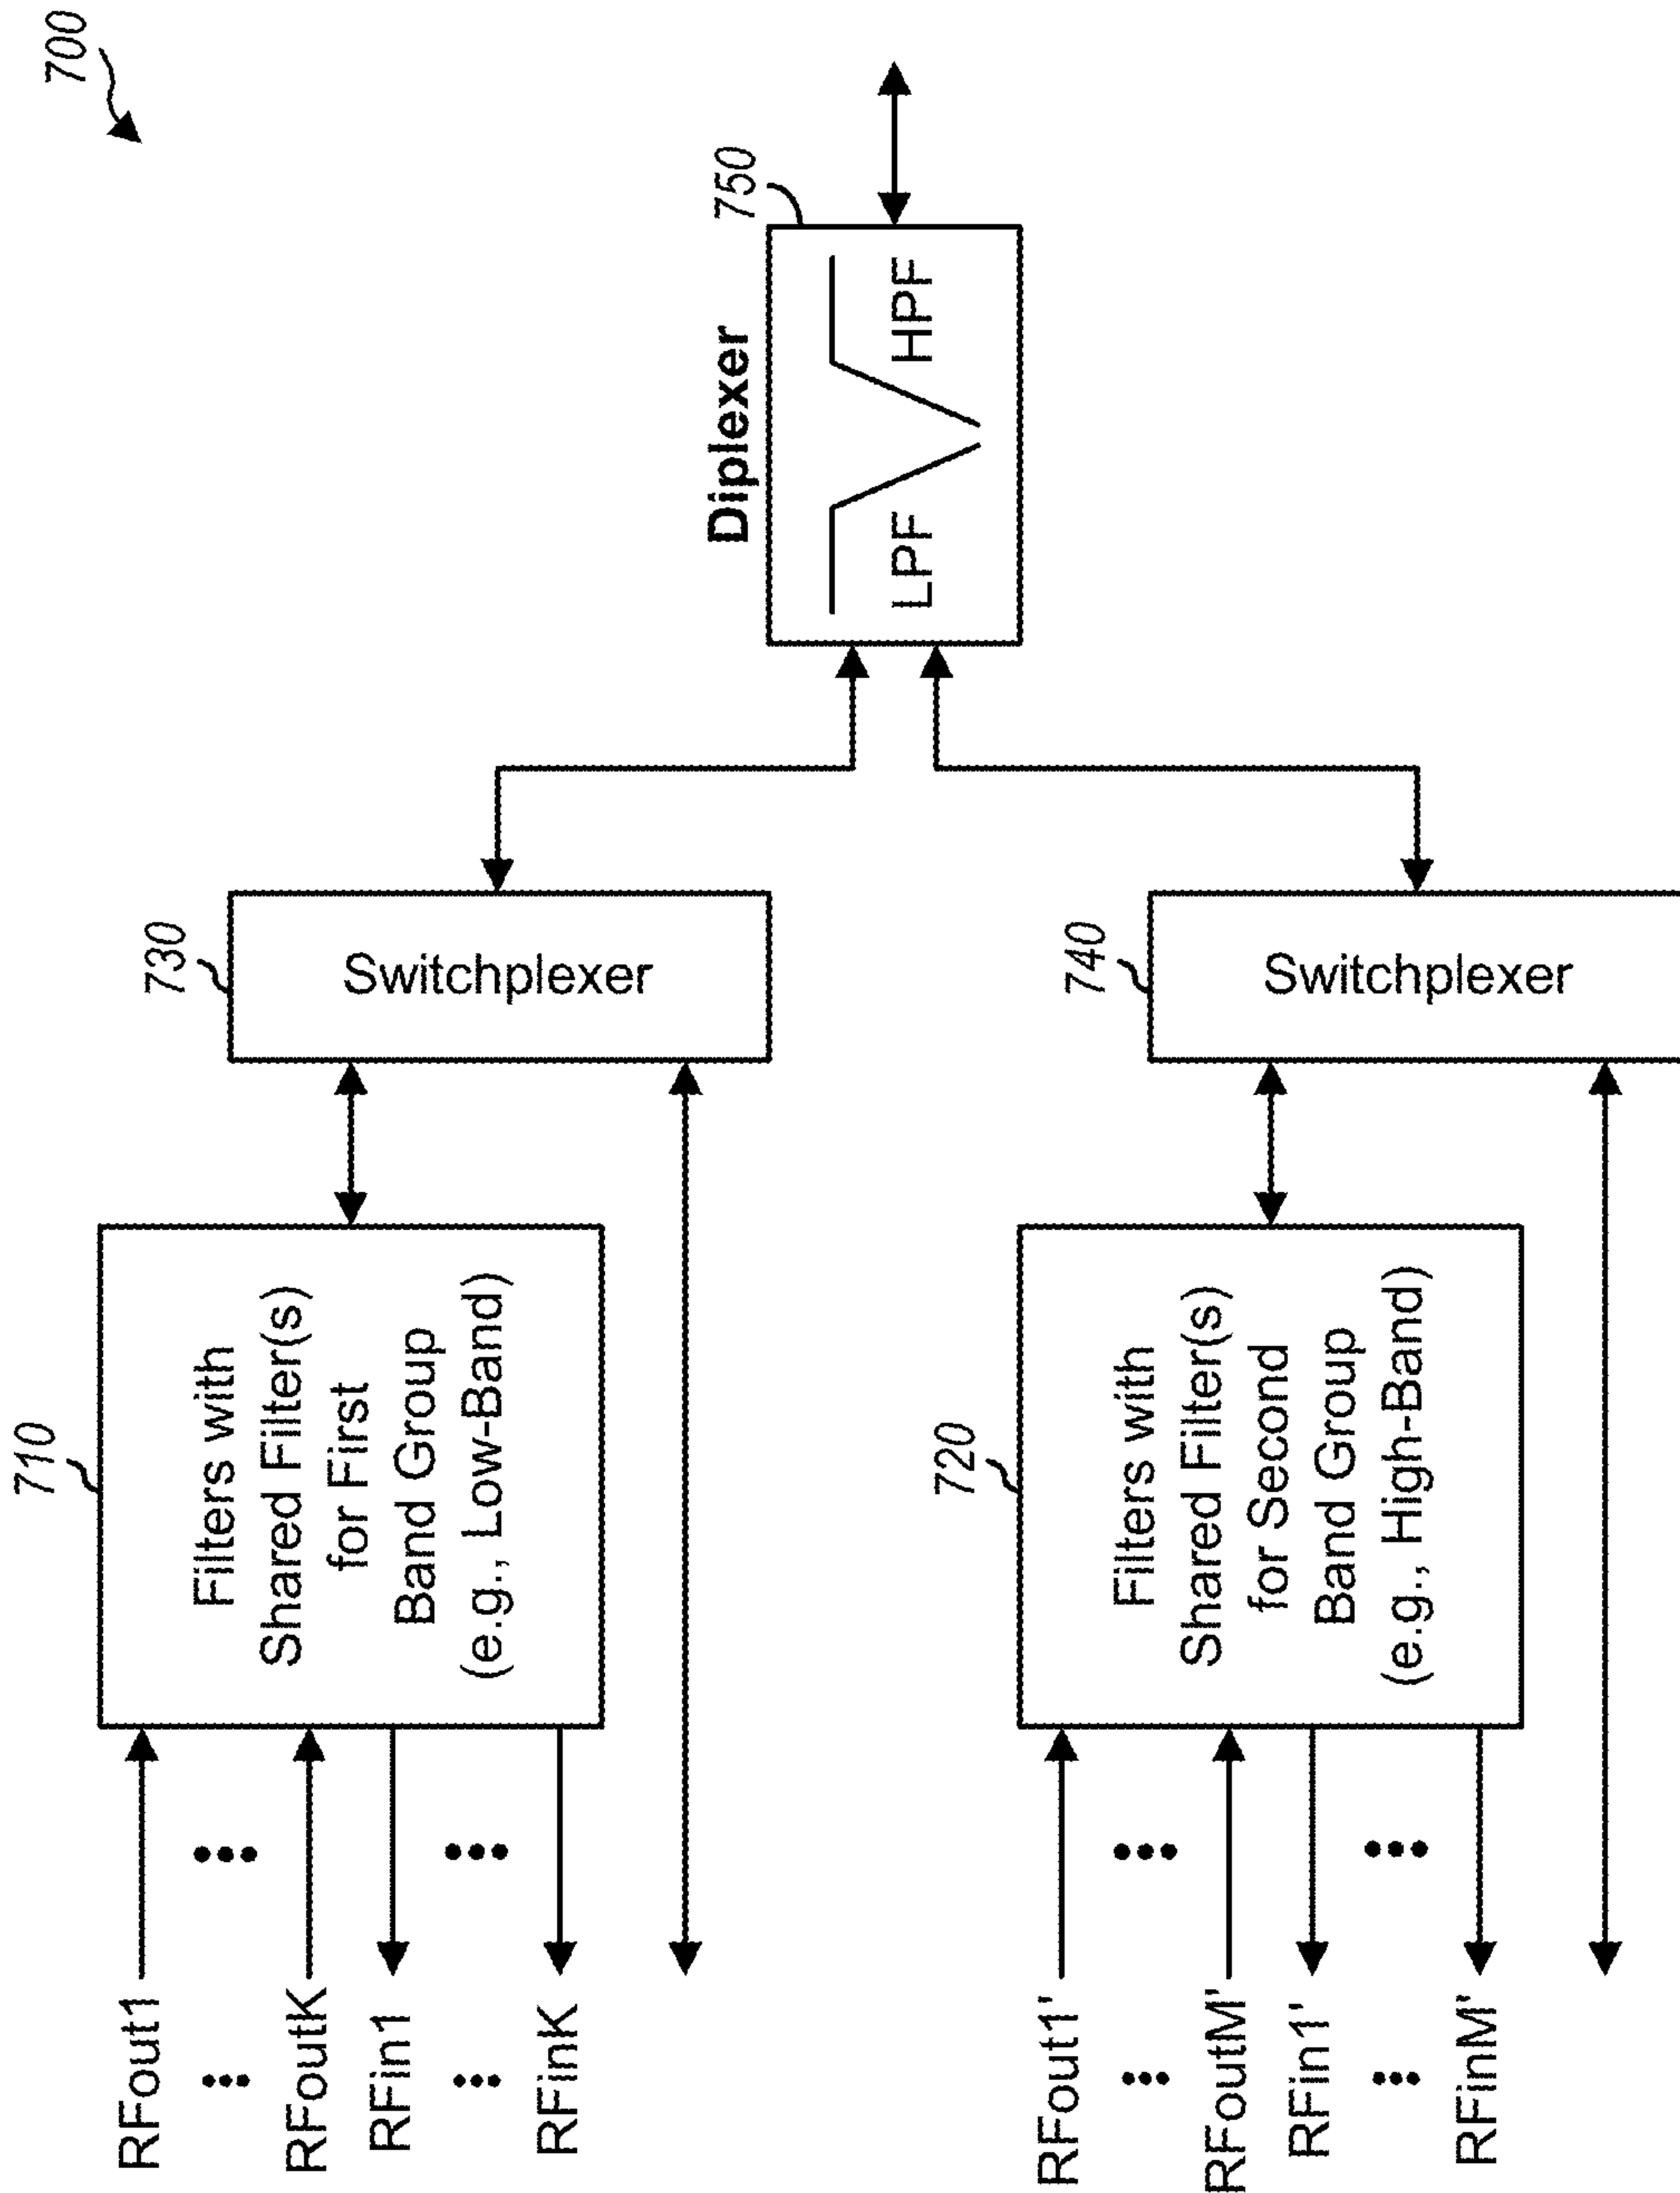 700
710
Filters with
Shared Filter(s)
for First
Band Group
(e.g., Low-Band)
RFout1
RFoutK
RFin1
RFinK
730
Switchplexer
Diplexer
750
LPF
HPF
720
Filters with
Shared Filter(s)
for Second
Band Group
(e.g., High-Band)
RFout1'
RFoutM'
RFin1'
RFinM'
740
Switchplexer